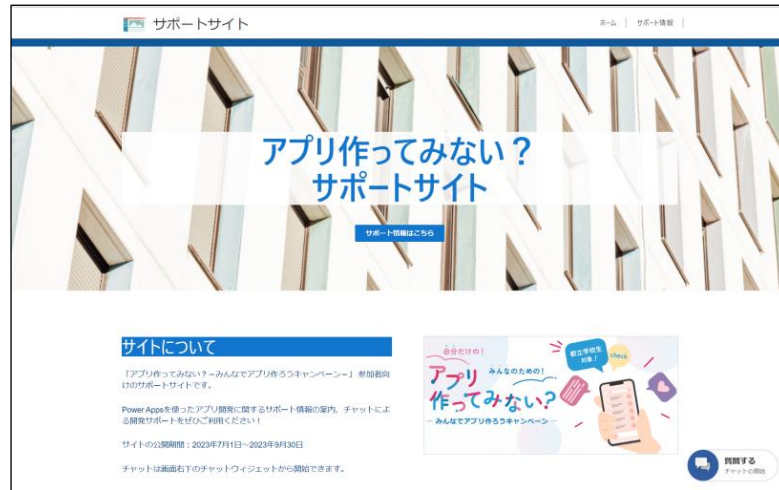 サポートサイト
ホーム
サポート情報
アプリ作ってみない？
サポートサイト
サポート情報はこちら
サイトについて
「アプリ作ってみない？－みんなでアプリ作ろうキャンペーン－」 参加者向
けのサポートサイトです。
Power Appsを使ったアプリ開発に関するサポート情報の案内、チャットによ
る開発サポートをぜひご利用ください！
サイトの公開期間：2023年7月1日～2023年9月30日
チャットは画面右下のチャットウィジェットから開始できます。
自分だけの！
みんなのための！
アプリ
作ってみない?
－みんなでアプリ作ろうキャンペーン－
都立学校生
対象！
check
質問する
チャットの開始